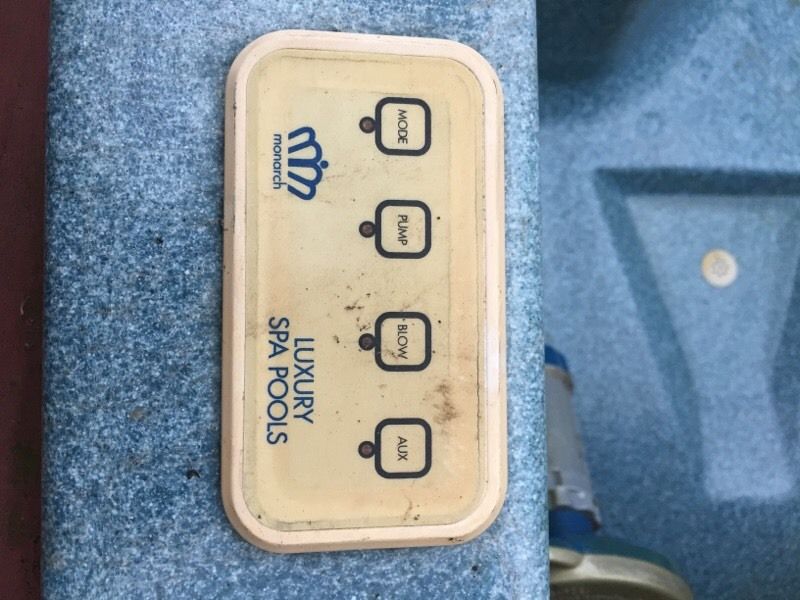 MODE
PUMP
BLOW
AUX
monarch
LUXURY
SPA POOLS